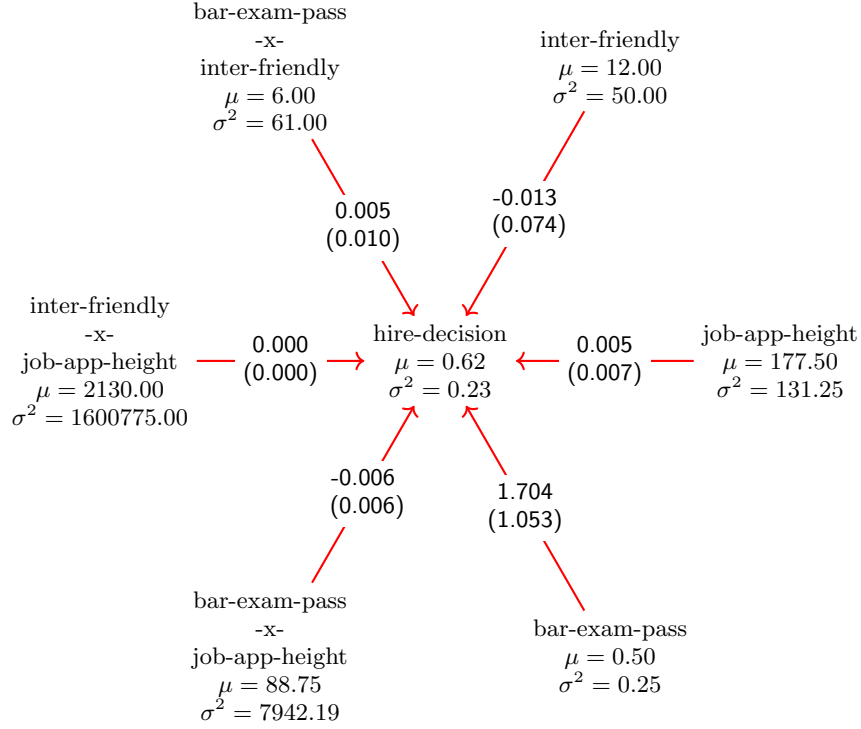 bar-exam-pass
-x-
inter-friendly
μ = 6.00
σ² = 61.00
inter-friendly
μ = 12.00
σ² = 50.00
0.005
(0.010)
-0.013
(0.074)
inter-friendly
-x-
job-app-height
μ = 2130.00
σ² = 1600775.00
0.000
(0.000)
hire-decision
μ = 0.62
σ² = 0.23
0.005
(0.007)
job-app-height
μ = 177.50
σ² = 131.25
-0.006
(0.006)
1.704
(1.053)
bar-exam-pass
-x-
job-app-height
μ = 88.75
σ² = 7942.19
bar-exam-pass
μ = 0.50
σ² = 0.25